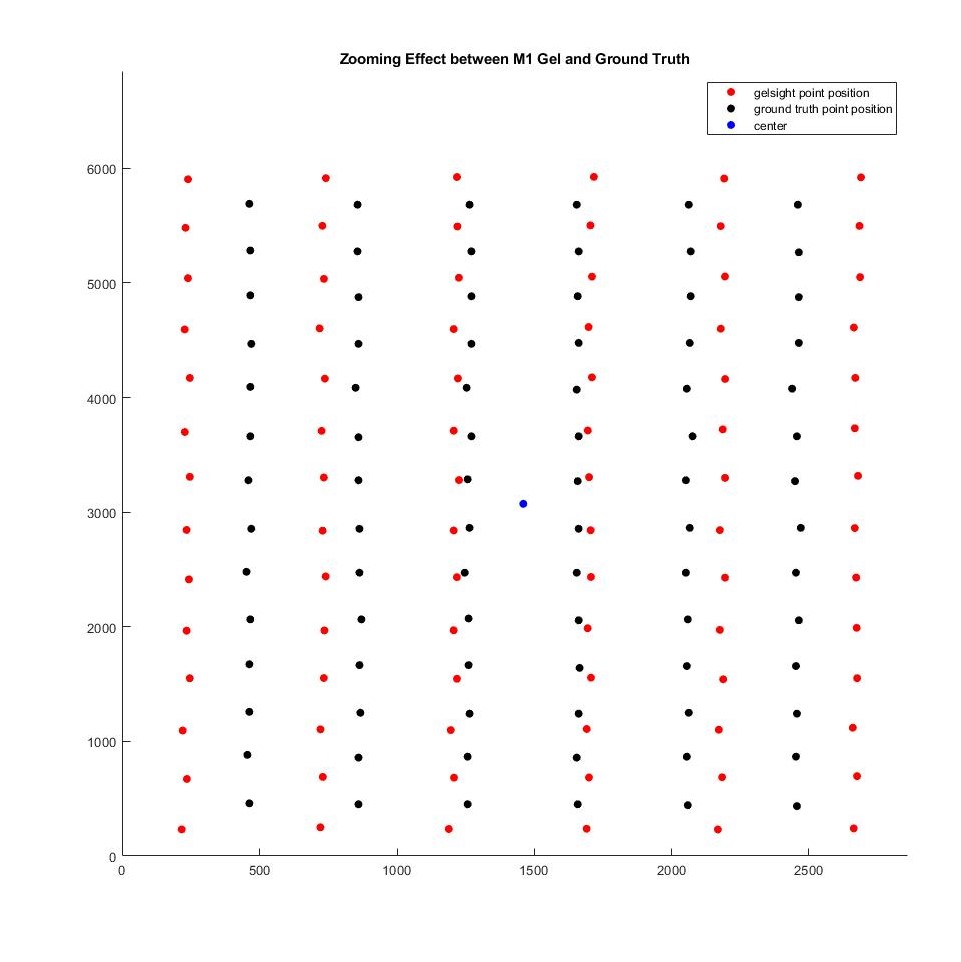 Zooming Effect between M1 Gel and Ground Truth
gelsight point position
ground truth point position
center
6000
5000
4000
3000
2000
1000
0
0 500 1000 1500 2000 2500